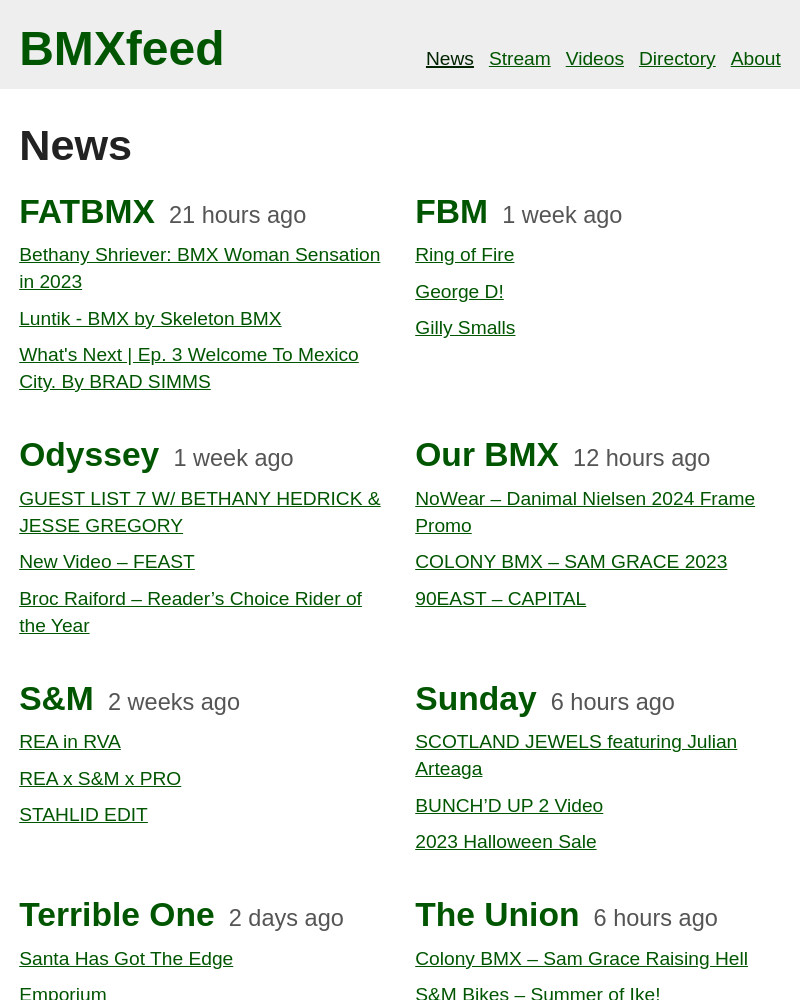 BMXfeed
News Stream Videos Directory About
News
FATBMX 21 hours ago
Bethany Shriever: BMX Woman Sensation
in 2023
Luntik - BMX by Skeleton BMX
What's Next | Ep. 3 Welcome To Mexico
City. By BRAD SIMMS
FBM 1 week ago
Ring of Fire
George D!
Gilly Smalls
Odyssey 1 week ago
GUEST LIST 7 W/ BETHANY HEDRICK &
JESSE GREGORY
New Video – FEAST
Broc Raiford – Reader’s Choice Rider of
the Year
Our BMX 12 hours ago
NoWear – Danimal Nielsen 2024 Frame
Promo
COLONY BMX – SAM GRACE 2023
90EAST – CAPITAL
S&M 2 weeks ago
REA in RVA
REA x S&M x PRO
STAHLID EDIT
Sunday 6 hours ago
SCOTLAND JEWELS featuring Julian
Arteaga
BUNCH’D UP 2 Video
2023 Halloween Sale
Terrible One 2 days ago
Santa Has Got The Edge
Emporium
The Union 6 hours ago
Colony BMX – Sam Grace Raising Hell
S&M Bikes – Summer of Ike!